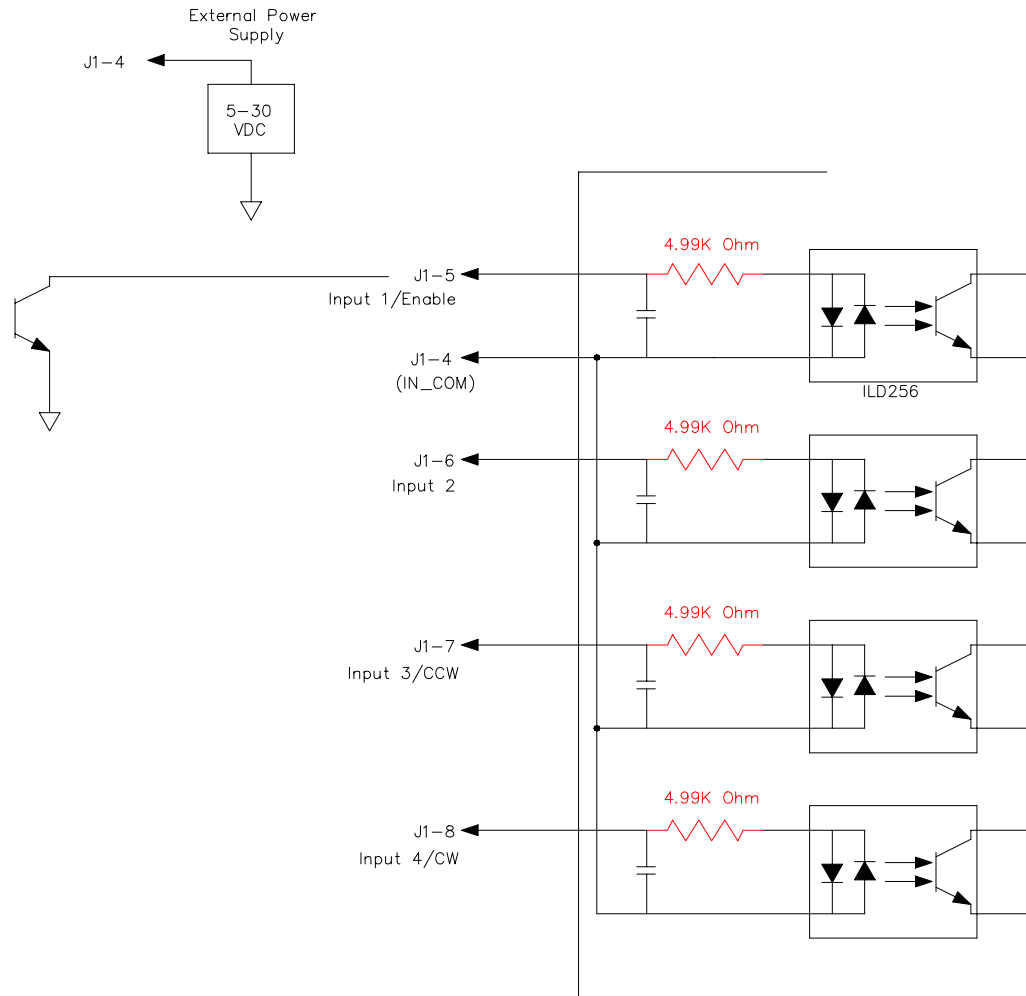 External Power
Supply
J1-4
5-30
VDC
4.99K Ohm
J1-5
Input 1/Enable
J1-4
(IN_COM)
ILD256
4.99K Ohm
J1-6
Input 2
4.99K Ohm
J1-7
Input 3/CCW
4.99K Ohm
J1-8
Input 4/CW